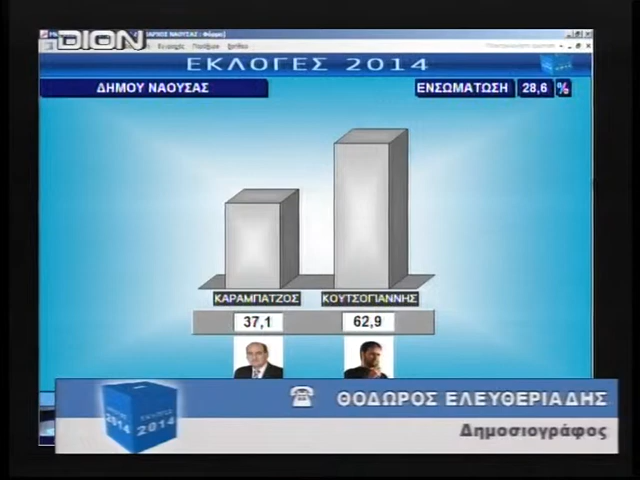 DION
ΕΚΛΟΓΕΣ 2014
ΔΗΜΟΥ ΝΑΟΥΣΑΣ
ΕΝΣΩΜΑΤΩΣΗ 28,6 %
ΚΑΡΑΜΠΑΤΖΟΣ ΚΟΥΤΣΟΓΙΑΝΝΗΣ
37,1 62,9
ΘΟΔΩΡΟΣ ΕΛΕΥΘΕΡΙΑΔΗΣ
ΕΚΛΟΓΕΣ
2014 2014
Δημοσιογράφος